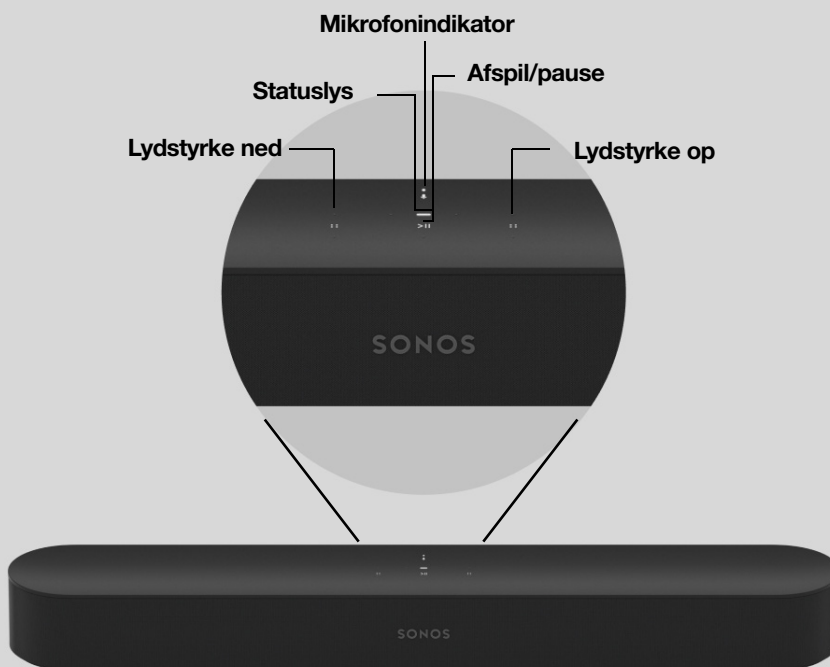 Mikrofonindikator
Afspil/pause
Statuslys
Lydstyrke ned
Lydstyrke op
SONOS
SONOS